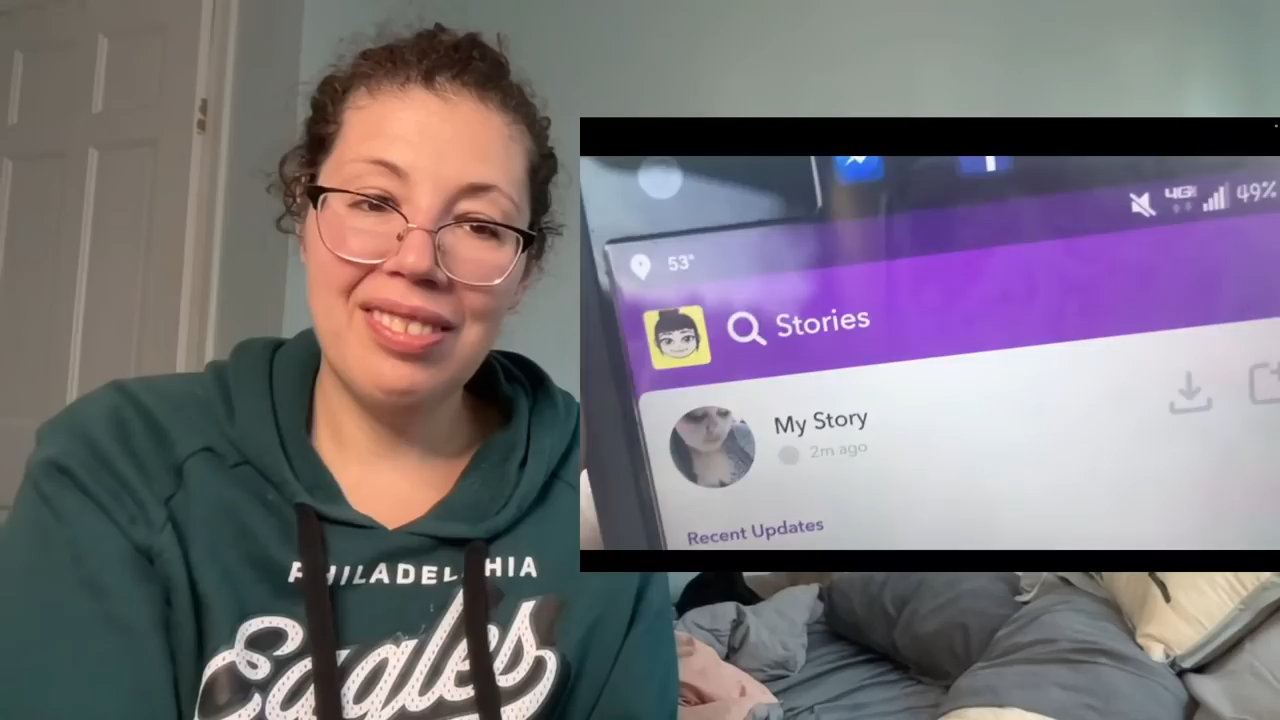 4G 49%
53°
Stories
My Story
2m ago
Recent Updates
PHILADELPHIA
Eagles